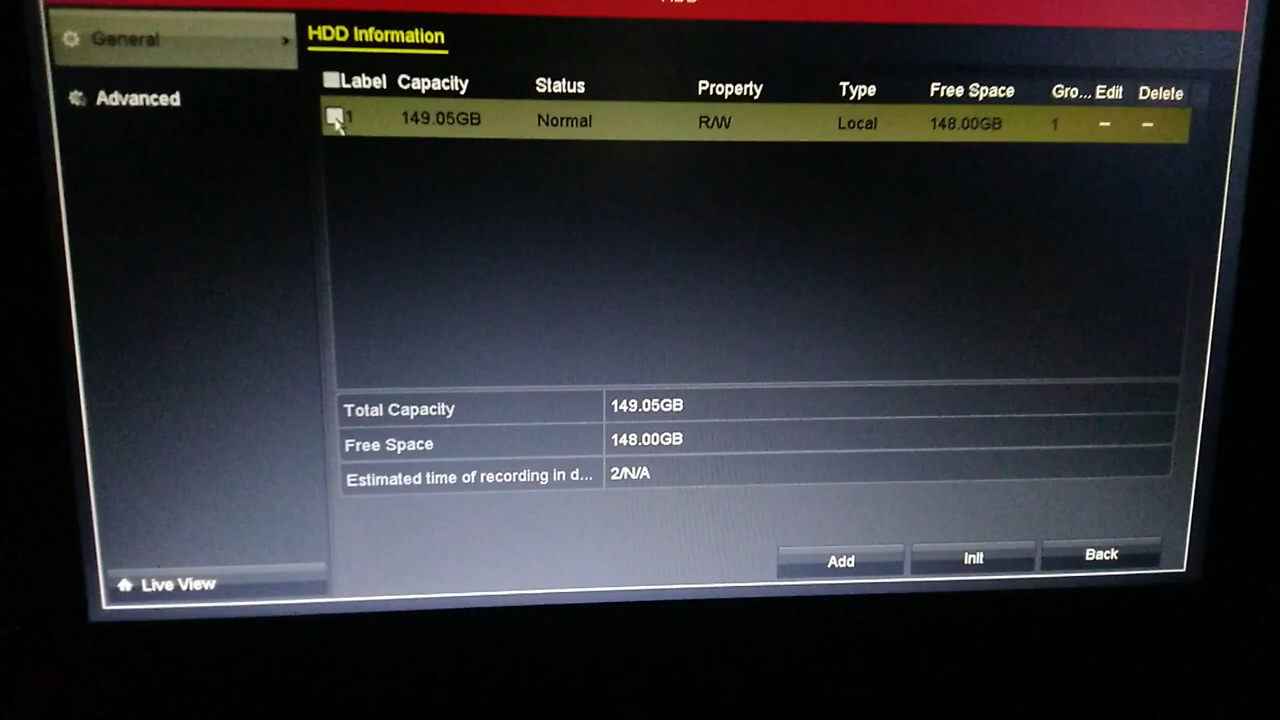 HDD
General
HDD Information
Advanced
Label Capacity Status Property Type Free Space Gro... Edit Delete
1 149.05GB Normal R/W Local 148.00GB 1 – –
Total Capacity 149.05GB
Free Space 148.00GB
Estimated time of recording in d... 2/N/A
Add Init Back
Live View